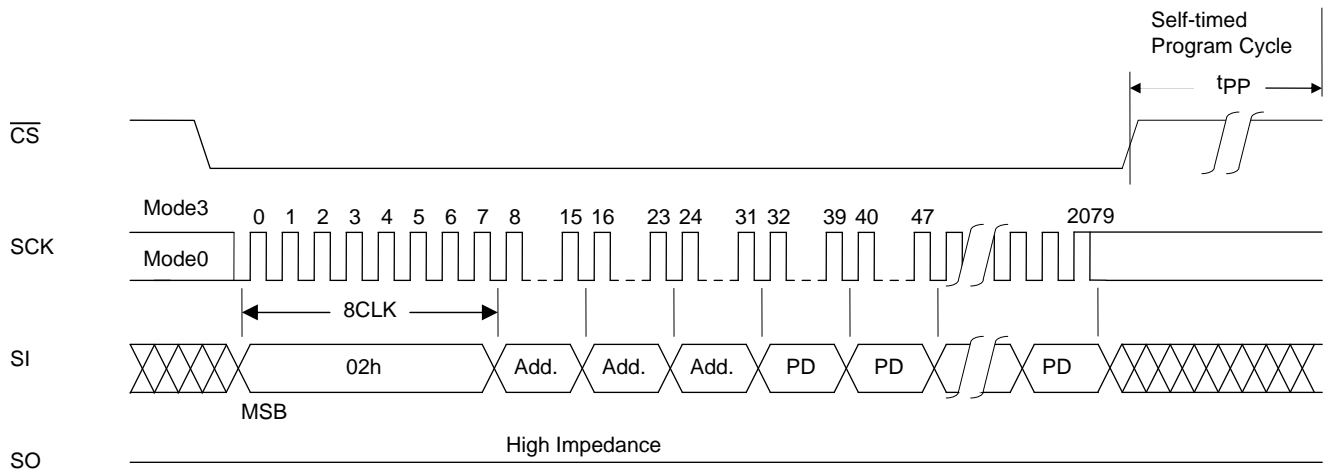 Self-timed
Program Cycle
tPP
CS
Mode3
0 1 2 3 4 5 6 7 8 15 16 23 24 31 32 39 40 47 2079
SCK
Mode0
8CLK
SI
02h Add. Add. Add. PD PD PD
MSB
High Impedance
SO